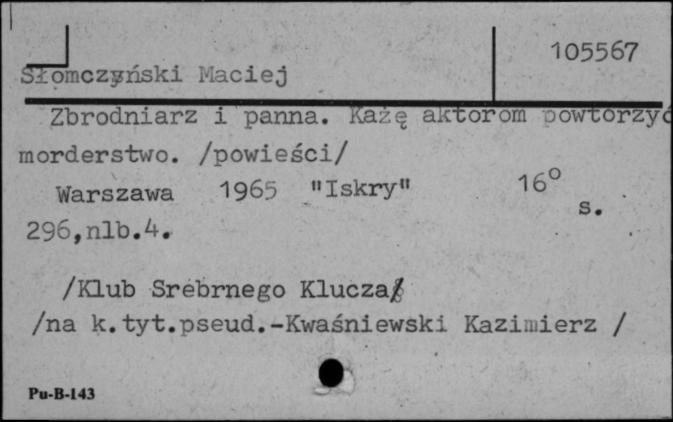 105567
Słomczyński Maciej
Zbrodniarz i panna. Każę aktorom powtorzyć
morderstwo. /powieści/
Warszawa 1965 "Iskry" 16°
s.
296,nlb.4.
/Klub Srebrnego Klucza/
/na k.tyt.pseud.-Kwaśniewski Kazimierz /
Pu-B-143